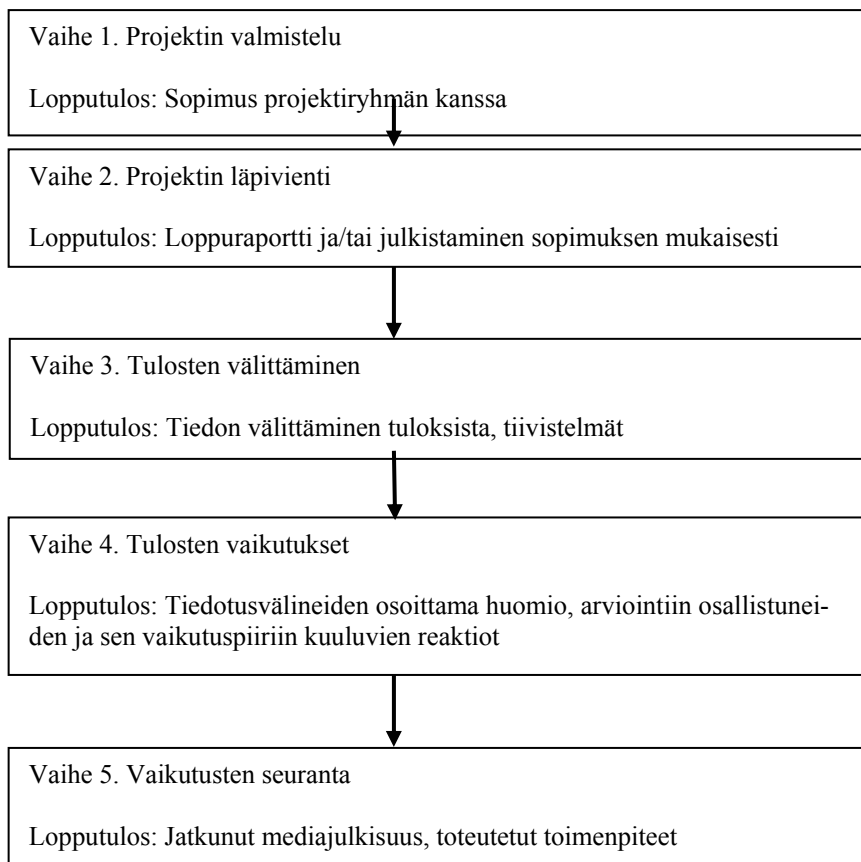 Vaihe 1. Projektin valmistelu
Lopputulos: Sopimus projektiryhmän kanssa
Vaihe 2. Projektin läpivienti
Lopputulos: Loppuraportti ja/tai julkistaminen sopimuksen mukaisesti
Vaihe 3. Tulosten välittäminen
Lopputulos: Tiedon välittäminen tuloksista, tiivistelmät
Vaihe 4. Tulosten vaikutukset
Lopputulos: Tiedotusvälineiden osoittama huomio, arviointiin osallistunei-
den ja sen vaikutuspiiriin kuuluvien reaktiot
Vaihe 5. Vaikutusten seuranta
Lopputulos: Jatkunut mediajulkisuus, toteutetut toimenpiteet